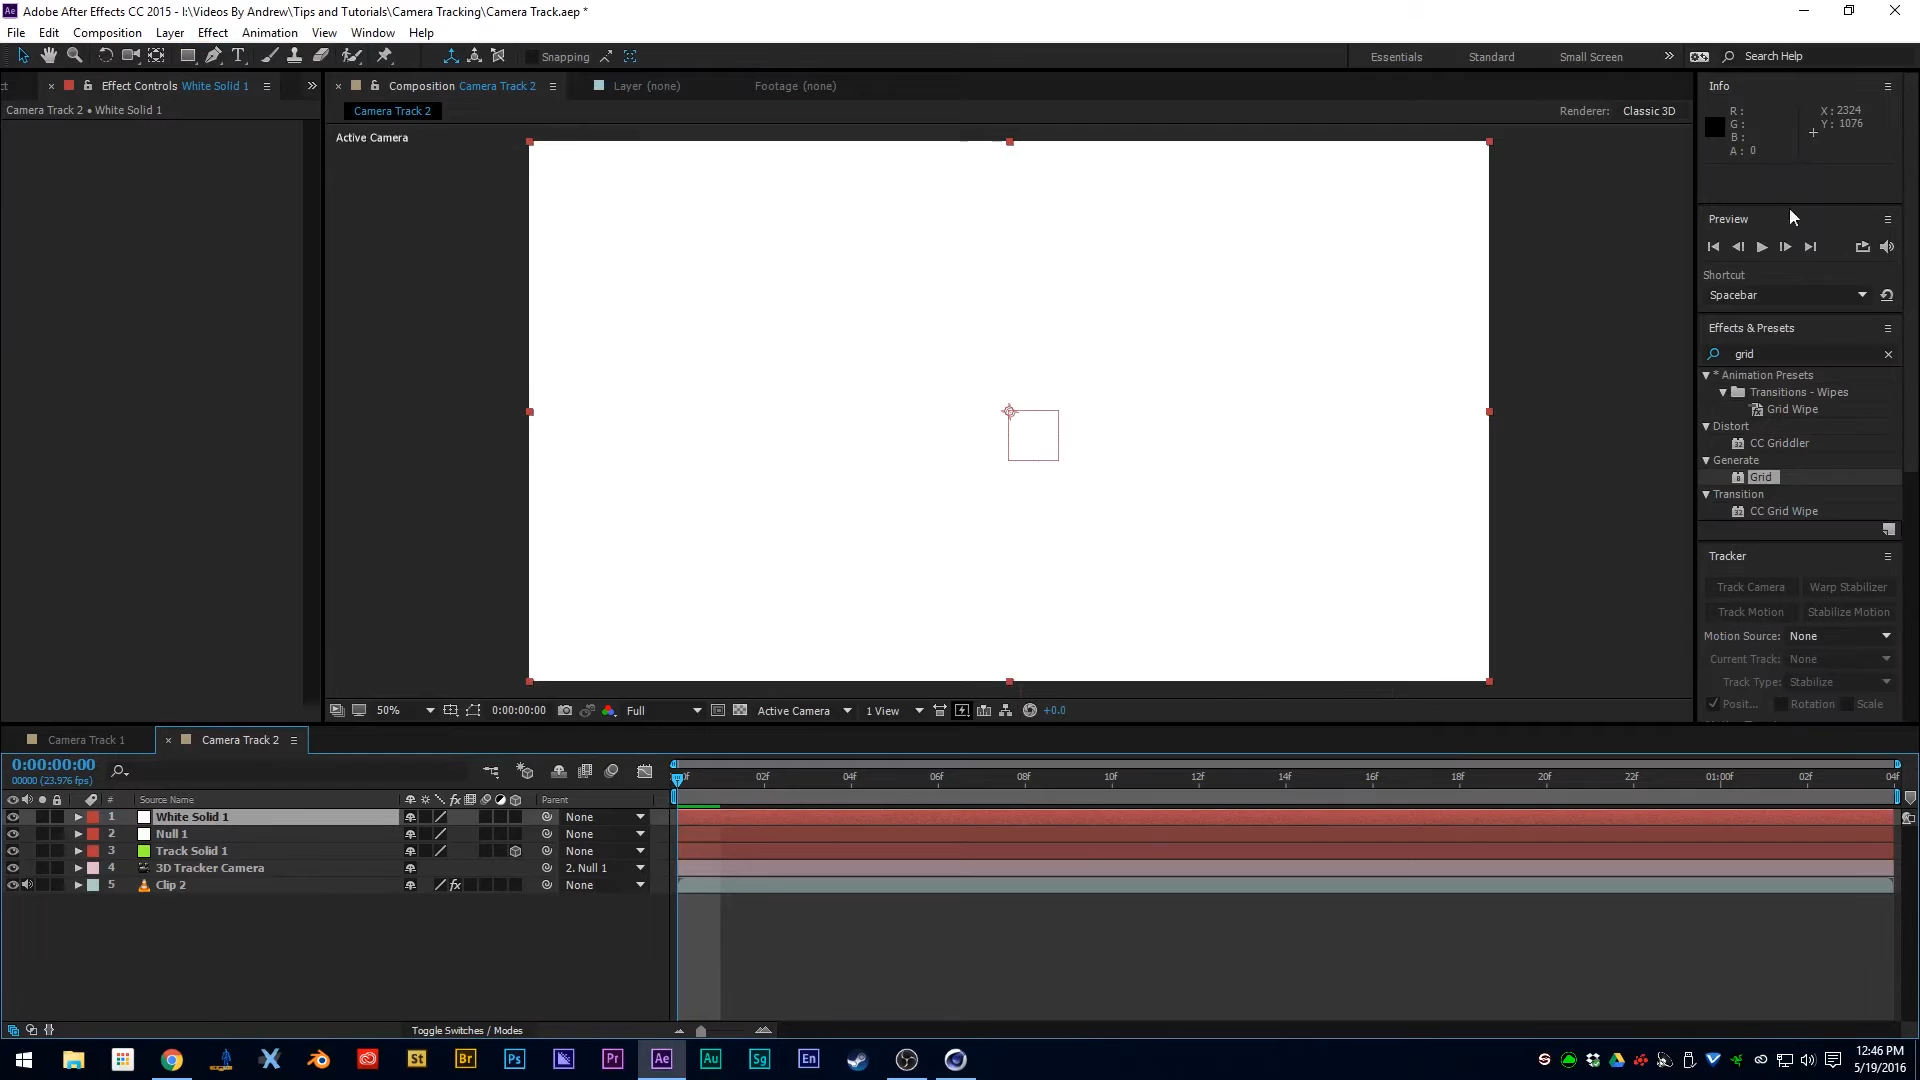 Adobe After Effects CC 2015 - I:\Videos By Andrew\Tips and Tutorials\Camera Tracking\Camera Track.aep *
File Edit Composition Layer Effect Animation View Window Help
Snapping Essentials Standard Small Screen Search Help
Effect Controls White Solid 1
Camera Track 2 • White Solid 1
Composition Camera Track 2 Layer (none) Footage (none)
Camera Track 2 Renderer: Classic 3D
Active Camera
Info
R :
G :
B :
A : 0
X : 2324
Y : 1076
Preview
Shortcut
Spacebar
Effects & Presets
grid
* Animation Presets
Transitions - Wipes
Grid Wipe
Distort
CC Griddler
Generate
Grid
Transition
CC Grid Wipe
Tracker
Track Camera Warp Stabilizer
Track Motion Stabilize Motion
Motion Source: None
Current Track: None
Track Type: Stabilize
Posit... Rotation Scale
50% 0:00:00:00 Full Active Camera 1 View +0.0
Camera Track 1 Camera Track 2
0:00:00:00
00000 (23.976 fps)
02f 04f 06f 08f 10f 12f 14f 16f 18f 20f 22f 01:00f 02f 04f
# Source Name Parent
1 White Solid 1 None
2 Null 1 None
3 Track Solid 1 None
4 3D Tracker Camera 2. Null 1
5 Clip 2 None
Toggle Switches / Modes
St Br Ps Pr Ae Au Sg En
12:46 PM
5/19/2016